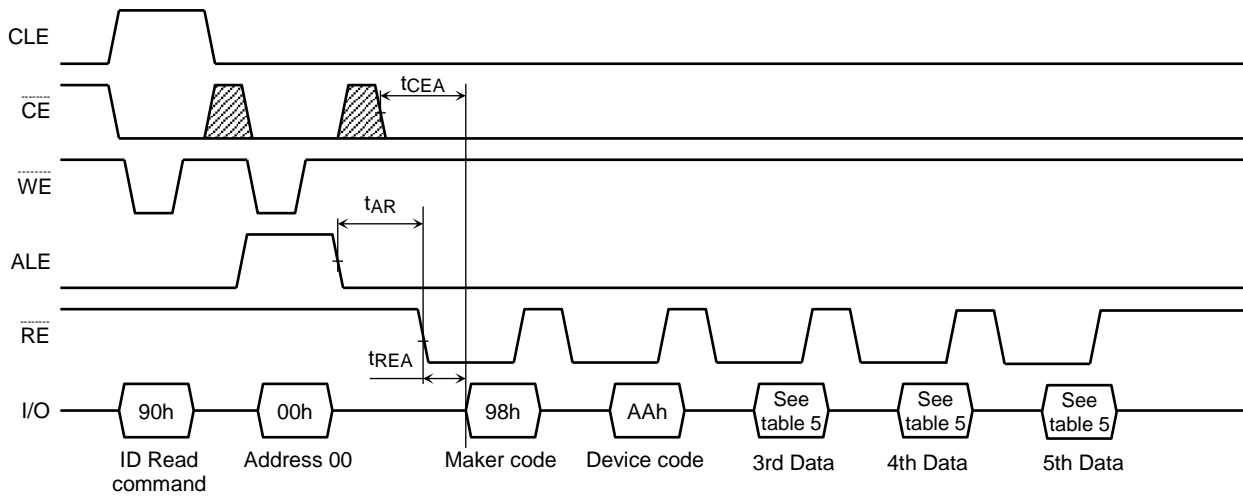 CLE
tCEA
CE
WE
tAR
ALE
RE
tREA
I/O
90h
00h
98h
AAh
See
table 5
See
table 5
See
table 5
ID Read
command
Address 00
Maker code
Device code
3rd Data
4th Data
5th Data